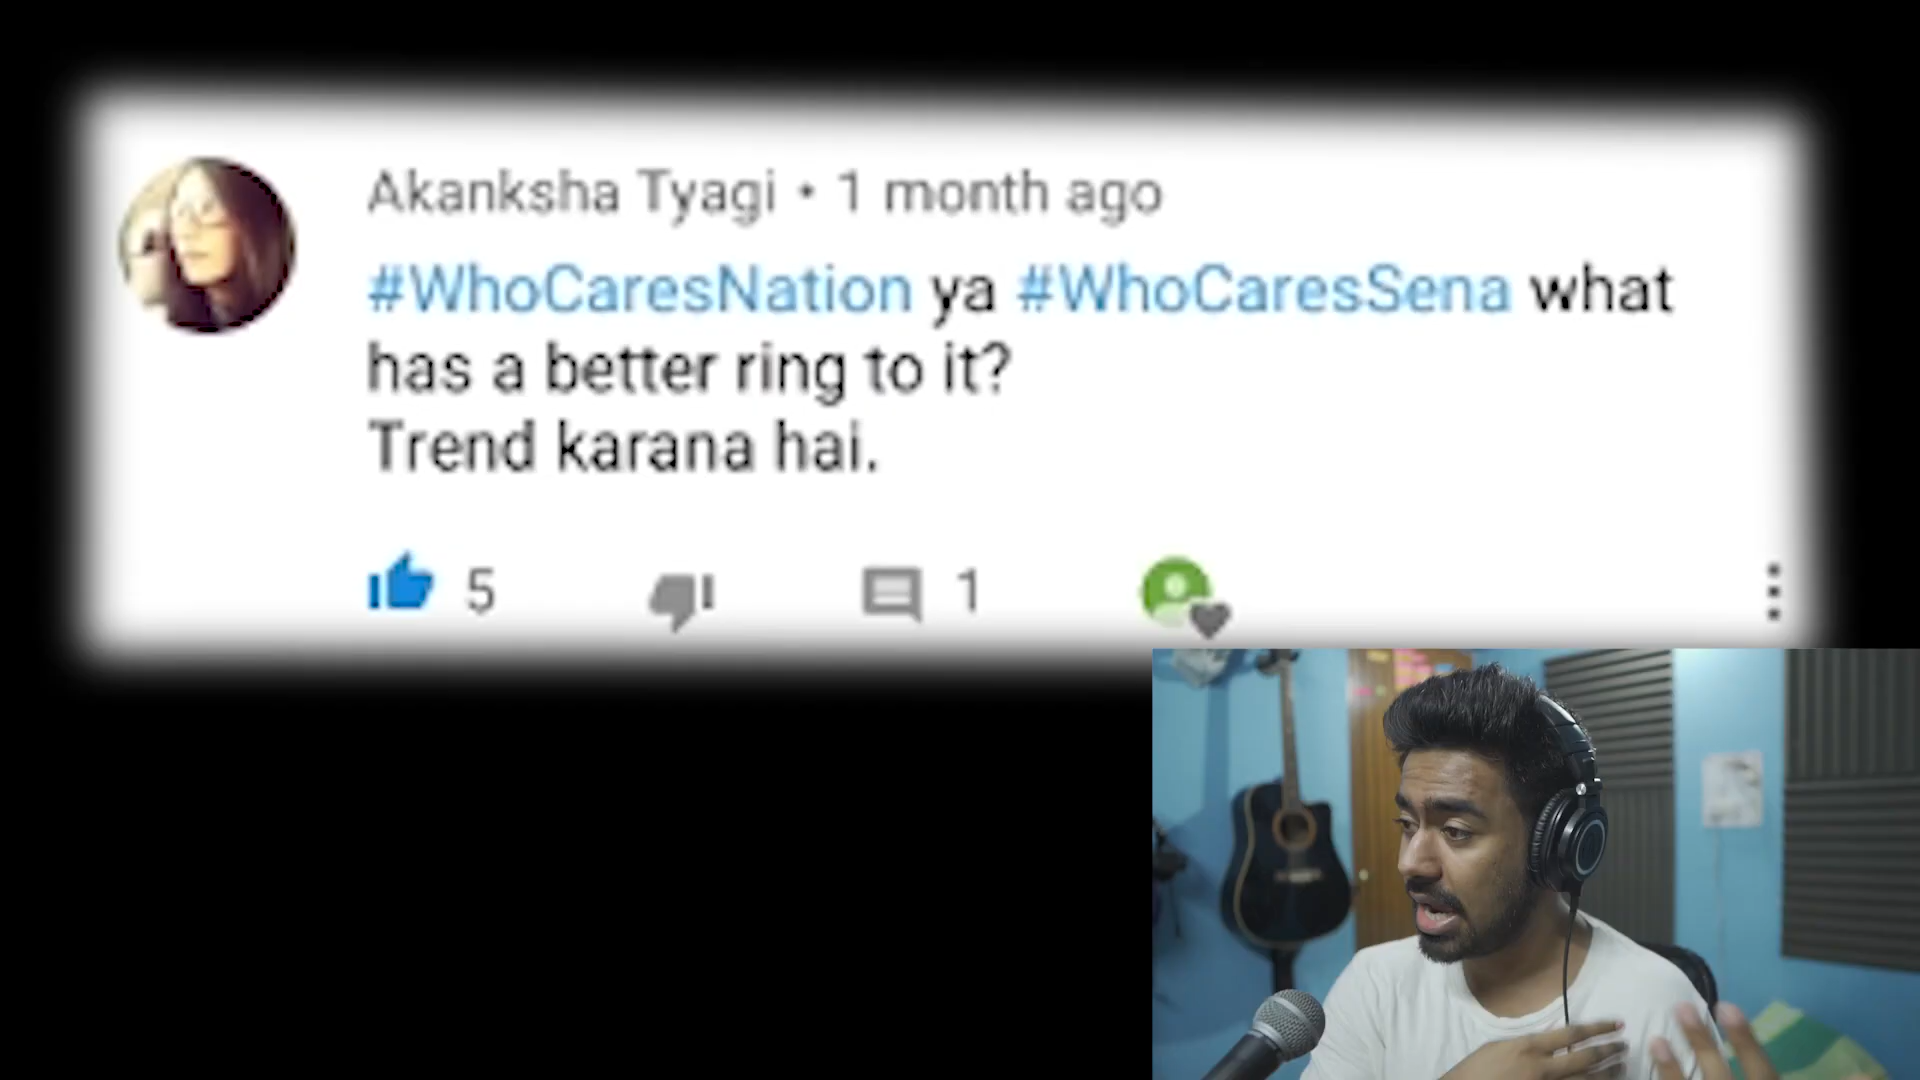 Akanksha Tyagi • 1 month ago
#WhoCaresNation ya #WhoCaresSena what
has a better ring to it?
Trend karana hai.
5 1